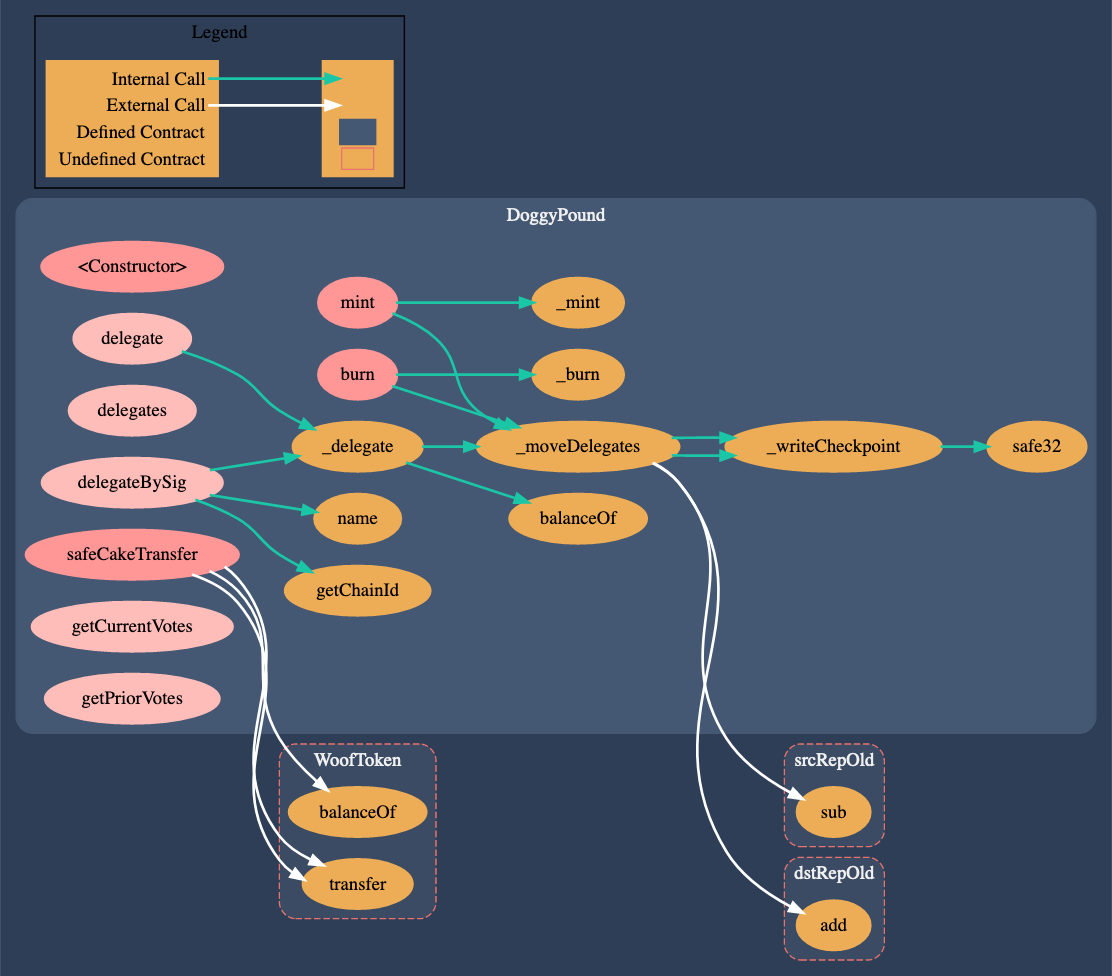 Legend
Internal Call
External Call
Defined Contract
Undefined Contract
DoggyPound
<Constructor>
delegate
delegates
delegateBySig
safeCakeTransfer
getCurrentVotes
getPriorVotes
mint
burn
_delegate
name
getChainId
_mint
_burn
_moveDelegates
balanceOf
_writeCheckpoint
safe32
WoofToken
balanceOf
transfer
srcRepOld
sub
dstRepOld
add